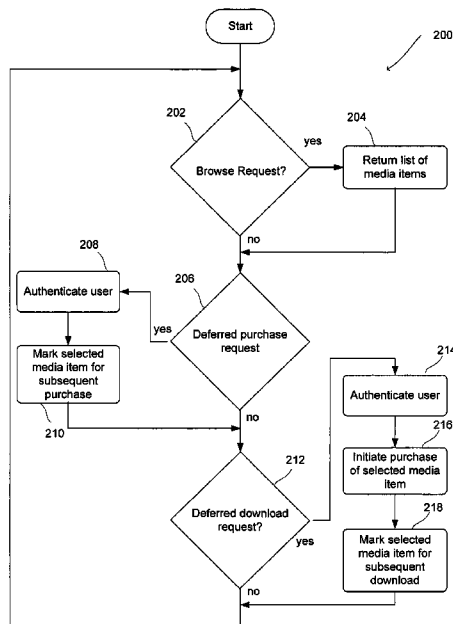 Start
200
202
yes
204
Browse Request?
Return list of
media items
no
208
206
Authenticate user
yes
Deferred purchase
request
Mark selected
media item for
subsequent
purchase
210
no
214
Authenticate user
216
212
Initiate purchase
of selected media
item
Deferred download
request?
yes
218
Mark selected
media item for
subsequent
download
no